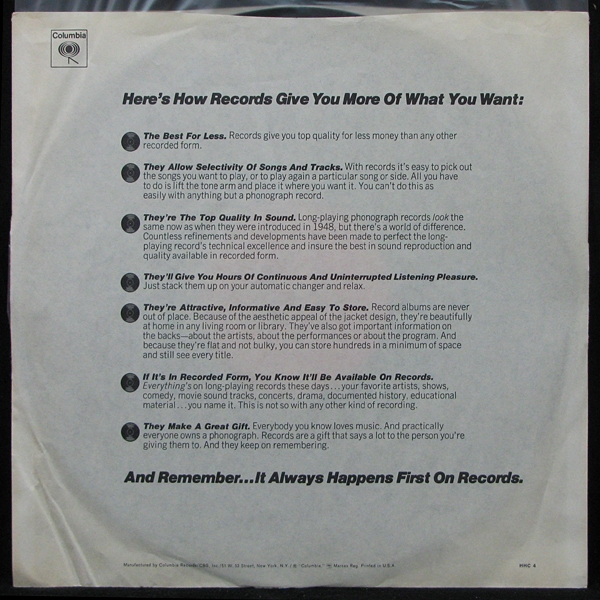 Columbia
Here's How Records Give You More Of What You Want:
The Best For Less. Records give you top quality for less money than any other
recorded form.
They Allow Selectivity Of Songs And Tracks. With records it's easy to pick out
the songs you want to play, or to play again a particular song or side. All you have
to do is lift the tone arm and place it where you want it. You can't do this as
easily with anything but a phonograph record.
They're The Top Quality In Sound. Long-playing phonograph records look the
same now as when they were introduced in 1948, but there's a world of difference.
Countless refinements and developments have been made to perfect the long-
playing record's technical excellence and insure the best in sound reproduction and
quality available in recorded form.
They'll Give You Hours Of Continuous And Uninterrupted Listening Pleasure.
Just stack them up on your automatic changer and relax.
They're Attractive, Informative And Easy To Store. Record albums are never
out of place. Because of the aesthetic appeal of the jacket design, they're beautifully
at home in any living room or library. They've also got important information on
the backs—about the artists, about the performances or about the program. And
because they're flat and not bulky, you can store hundreds in a minimum of space
and still see every title.
If It's In Recorded Form, You Know It'll Be Available On Records.
Everything's on long-playing records these days...your favorite artists, shows,
comedy, movie sound tracks, concerts, drama, documented history, educational
material...you name it. This is not so with any other kind of recording.
They Make A Great Gift. Everybody you know loves music. And practically
everyone owns a phonograph. Records are a gift that says a lot to the person you're
giving them to. And they keep on remembering.
And Remember...It Always Happens First On Records.
Manufactured by Columbia Records/CBS, Inc./51 W. 52 Street, New York, N.Y./ ® "Columbia," Marcas Reg. Printed in U.S.A.